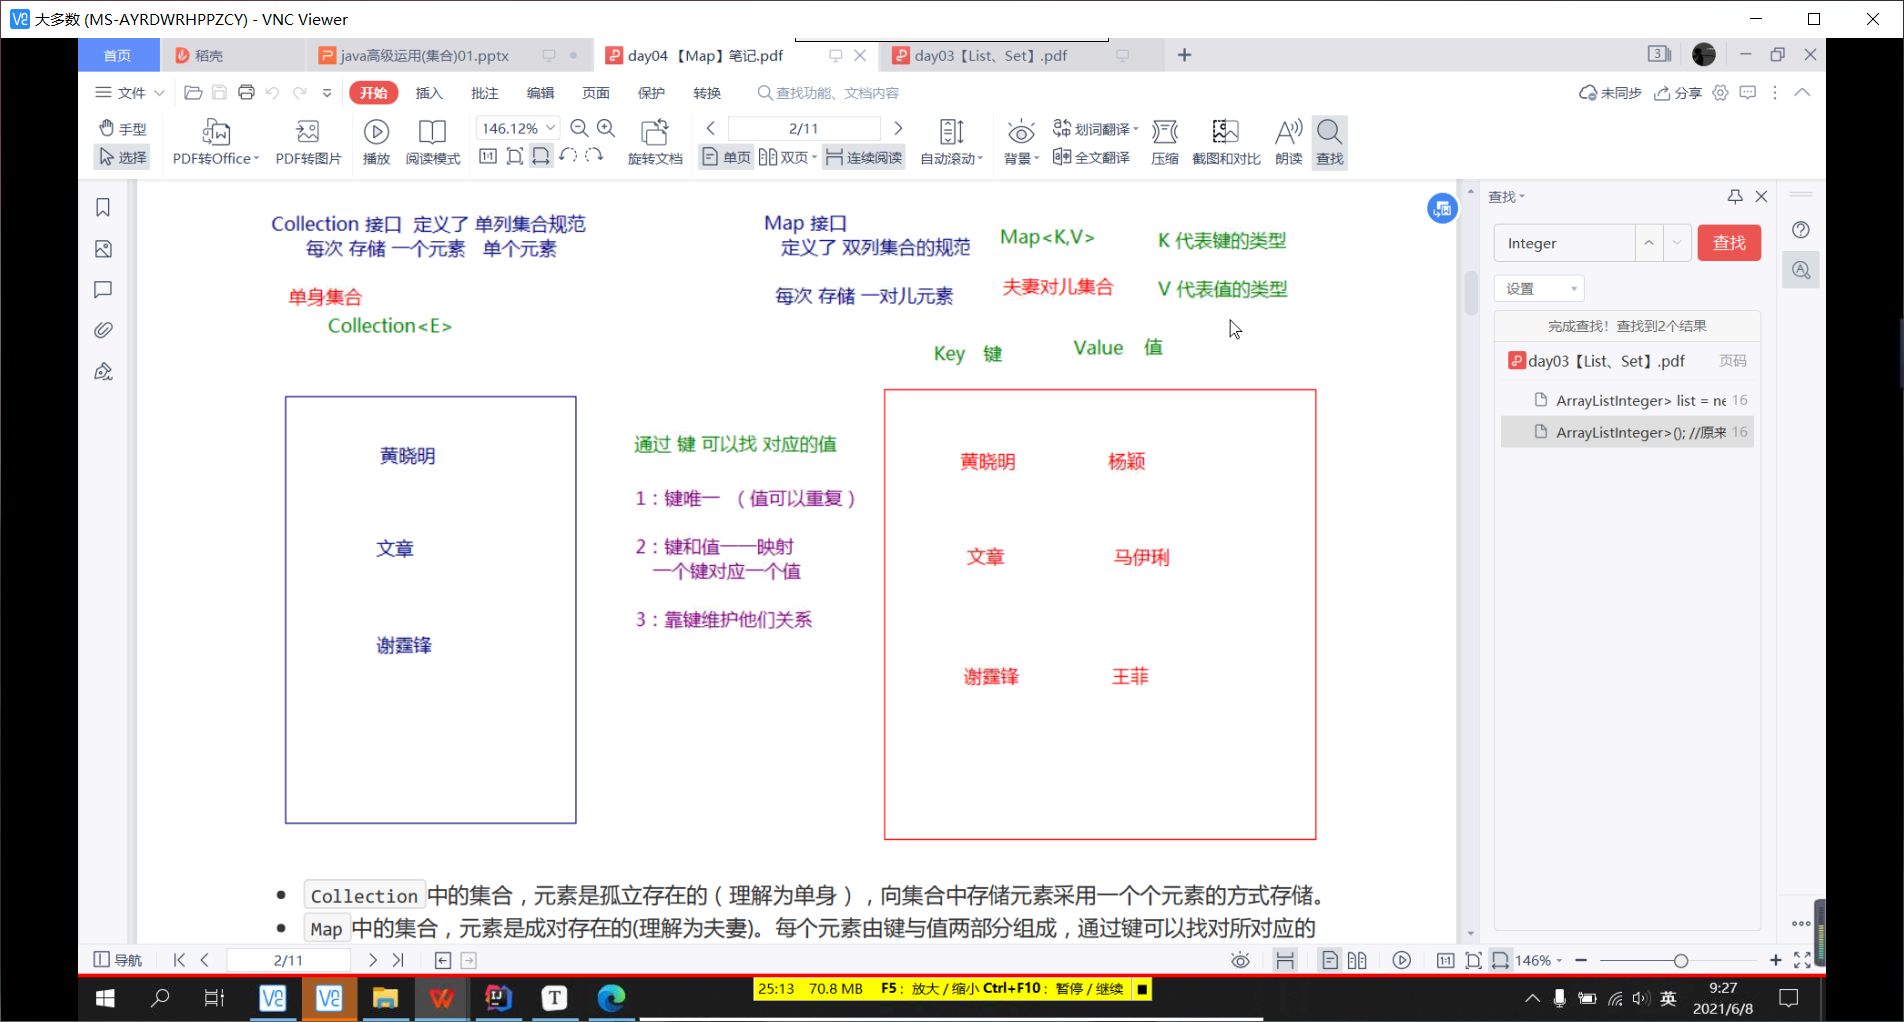 大多数 (MS-AYRDWRHPPZCY) - VNC Viewer
首页
稻壳
java高级运用(集合)01.pptx
day04 【Map】笔记.pdf
day03【List、Set】.pdf
文件
开始
插入
批注
编辑
页面
保护
转换
查找功能、文档内容
未同步
分享
手型
选择
PDF转Office
PDF转图片
播放
阅读模式
146.12%
旋转文档
2/11
单页
双页
连续阅读
自动滚动
背景
划词翻译
全文翻译
压缩
截图和对比
朗读
查找
Collection 接口 定义了 单列集合规范
每次 存储 一个元素 单个元素
单身集合
Collection<E>
Map 接口
定义了 双列集合的规范
每次 存储 一对儿元素
Map<K,V>
夫妻对儿集合
K 代表键的类型
V 代表值的类型
Key 键
Value 值
黄晓明
文章
谢霆锋
通过 键 可以找 对应的值
1：键唯一 （值可以重复）
2：键和值一一映射
一个键对应一个值
3：靠键维护他们关系
黄晓明 杨颖
文章 马伊琍
谢霆锋 王菲
• Collection 中的集合，元素是孤立存在的（理解为单身），向集合中存储元素采用一个个元素的方式存储。
• Map 中的集合，元素是成对存在的(理解为夫妻)。每个元素由键与值两部分组成，通过键可以找对所对应的
查找
Integer
查找
设置
完成查找！查找到2个结果
day03【List、Set】.pdf 页码
ArrayListInteger> list = ne 16
ArrayListInteger>(); //原来 16
导航
2/11
146%
25:13 70.8 MB F5：放大 / 缩小 Ctrl+F10：暂停 / 继续
英
9:27
2021/6/8